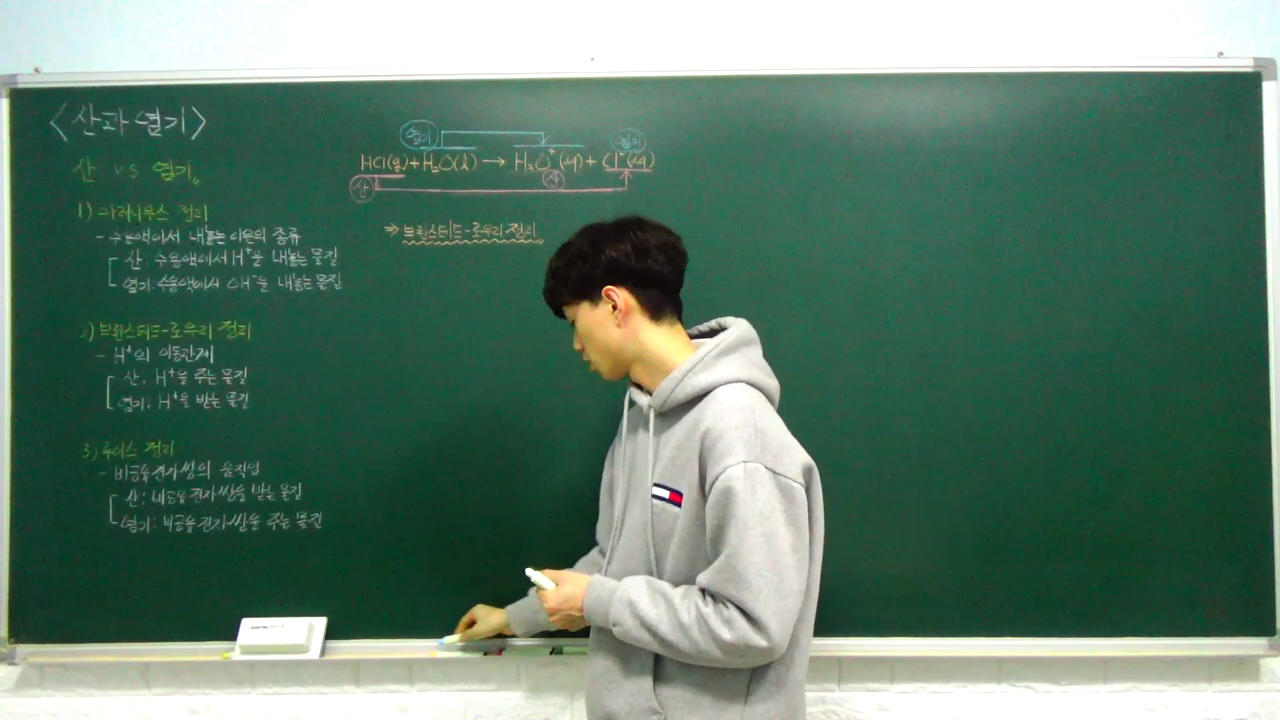 <산과 염기>
산 vs 염기
1) 아레니우스 정의
- 수용액에서 내놓는 이온의 종류
산: 수용액에서 H⁺을 내놓는 물질
염기: 수용액에서 OH⁻을 내놓는 물질
2) 브뢴스테드-로우리 정의
- H⁺의 이동관계
산: H⁺을 주는 물질
염기: H⁺을 받는 물질
3) 루이스 정의
- 비공유 전자쌍의 움직임
산: 비공유 전자쌍을 받는 물질
염기: 비공유 전자쌍을 주는 물질
염기 염기
HCl(g) + H₂O(l) → H₃O⁺(aq) + Cl⁻(aq)
산 산
⇒ 브뢴스테드-로우리 정의